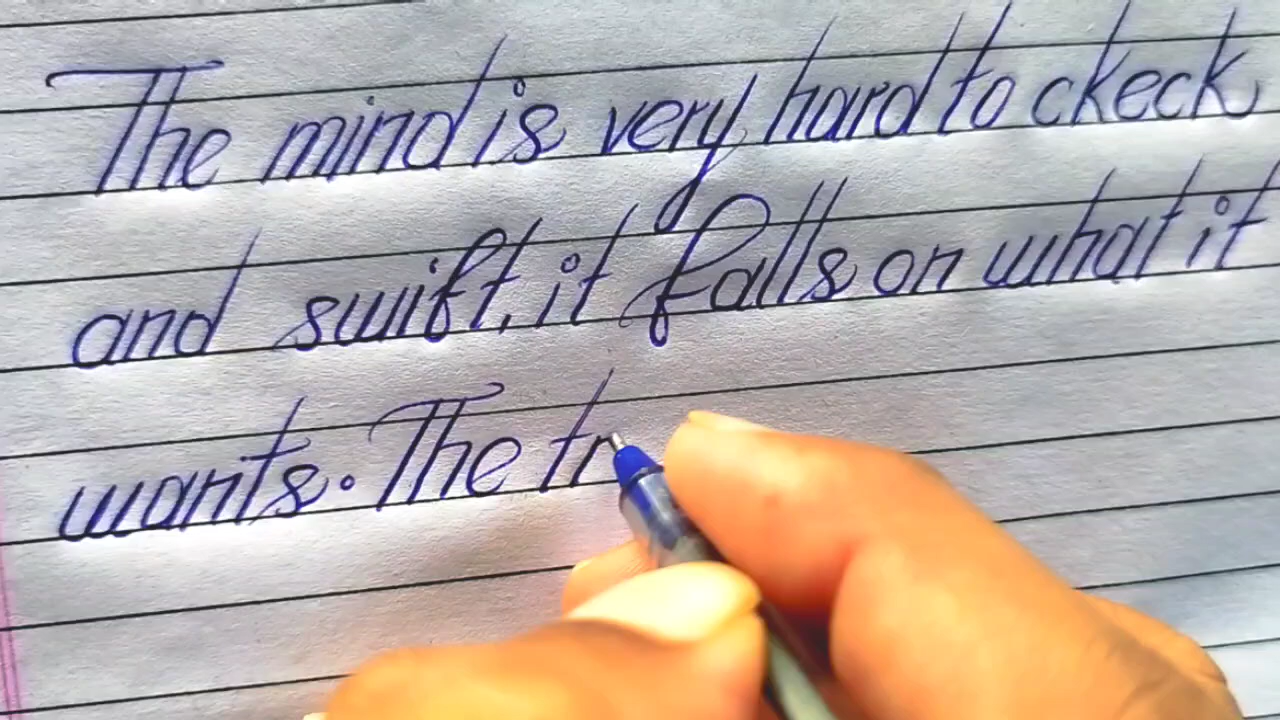 The mind is very hard to ckeck
and swift, it falls on what it
wants. The tr